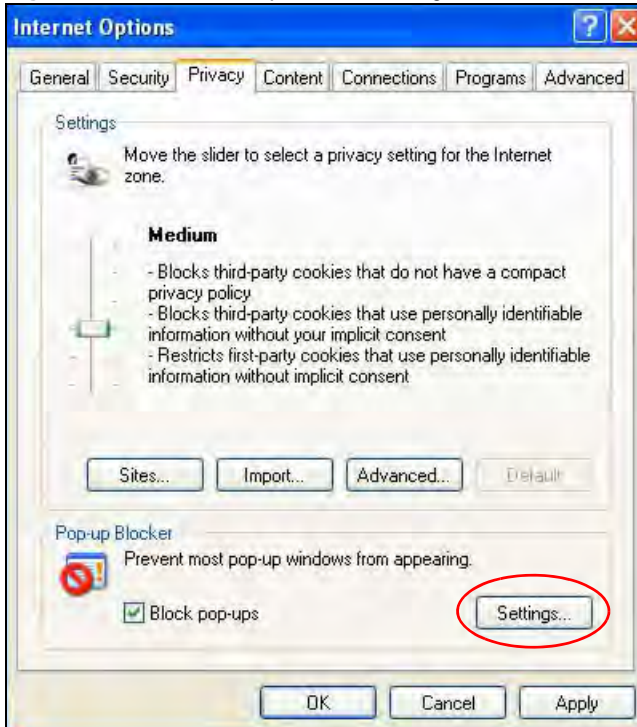 Internet Options
General Security Privacy Content Connections Programs Advanced
Settings
Move the slider to select a privacy setting for the Internet
zone.
Medium
- Blocks third-party cookies that do not have a compact
privacy policy
- Blocks third-party cookies that use personally identifiable
information without your implicit consent
- Restricts first-party cookies that use personally identifiable
information without implicit consent
Sites... Import... Advanced... Default
Pop-up Blocker
Prevent most pop-up windows from appearing.
Block pop-ups Settings...
OK Cancel Apply